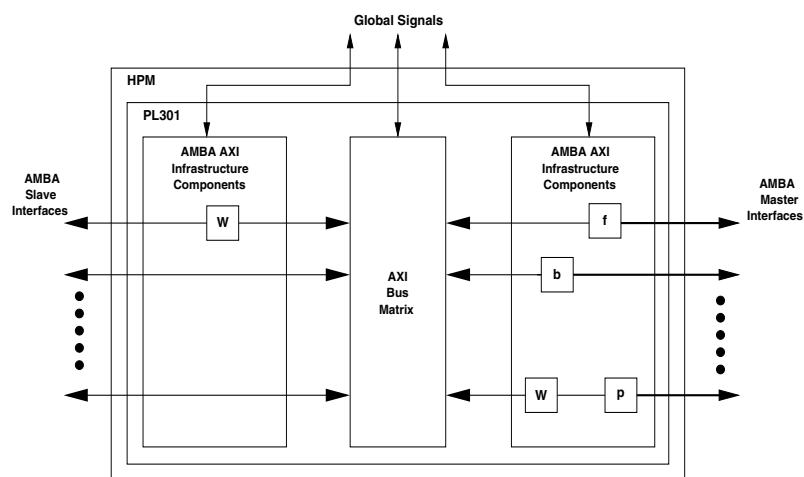 Global Signals
HPM
PL301
AMBA AXI
Infrastructure
Components
AMBA AXI
Infrastructure
Components
AMBA
Slave
Interfaces
AMBA
Master
Interfaces
W
f
AXI
Bus
Matrix
b
W
p